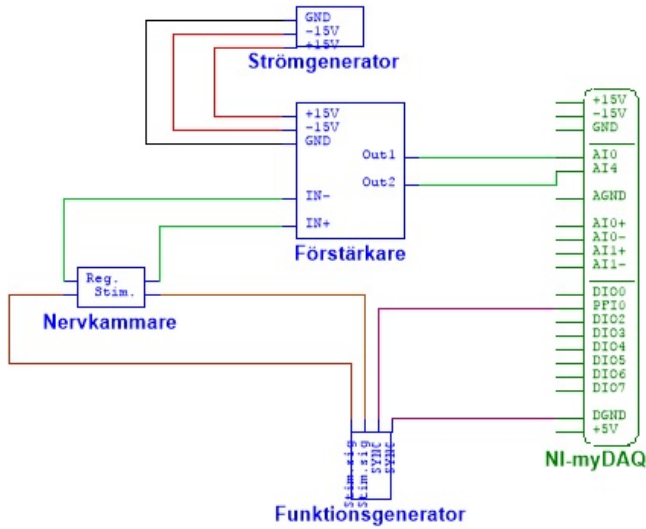 GND
-15V
+15V
Strömgenerator
+15V
-15V
GND
Out1
Out2
IN-
IN+
Förstärkare
Reg.
Stim.
Nervkammare
+15V
-15V
GND
AI0
AI4
AGND
AI0+
AI0-
AI1+
AI1-
DIO0
PFI0
DIO2
DIO3
DIO4
DIO5
DIO6
DIO7
DGND
+5V
NI-myDAQ
Stim.sig
Stim.sig
SYNC
SYNC
Funktionsgenerator